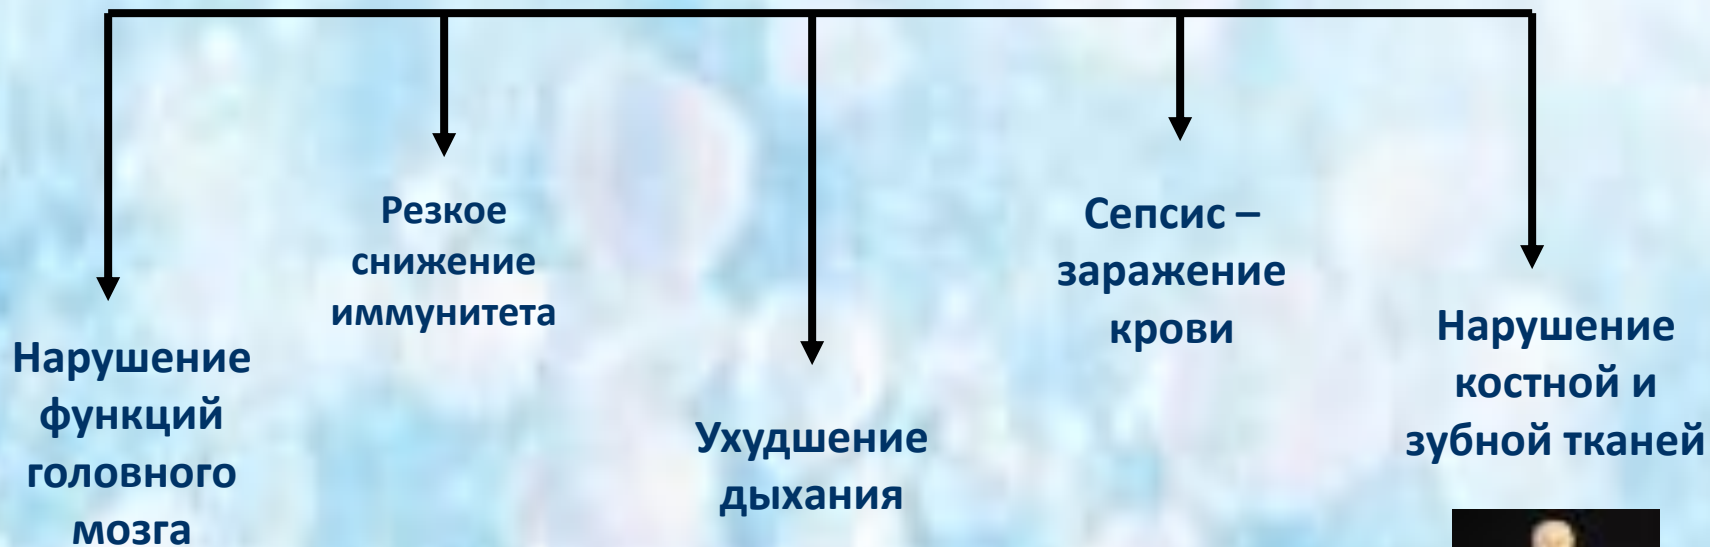 Нарушение
функций
головного
мозга
Резкое
снижение
иммунитета
Ухудшение
дыхания
Сепсис –
заражение
крови
Нарушение
костной и
зубной тканей